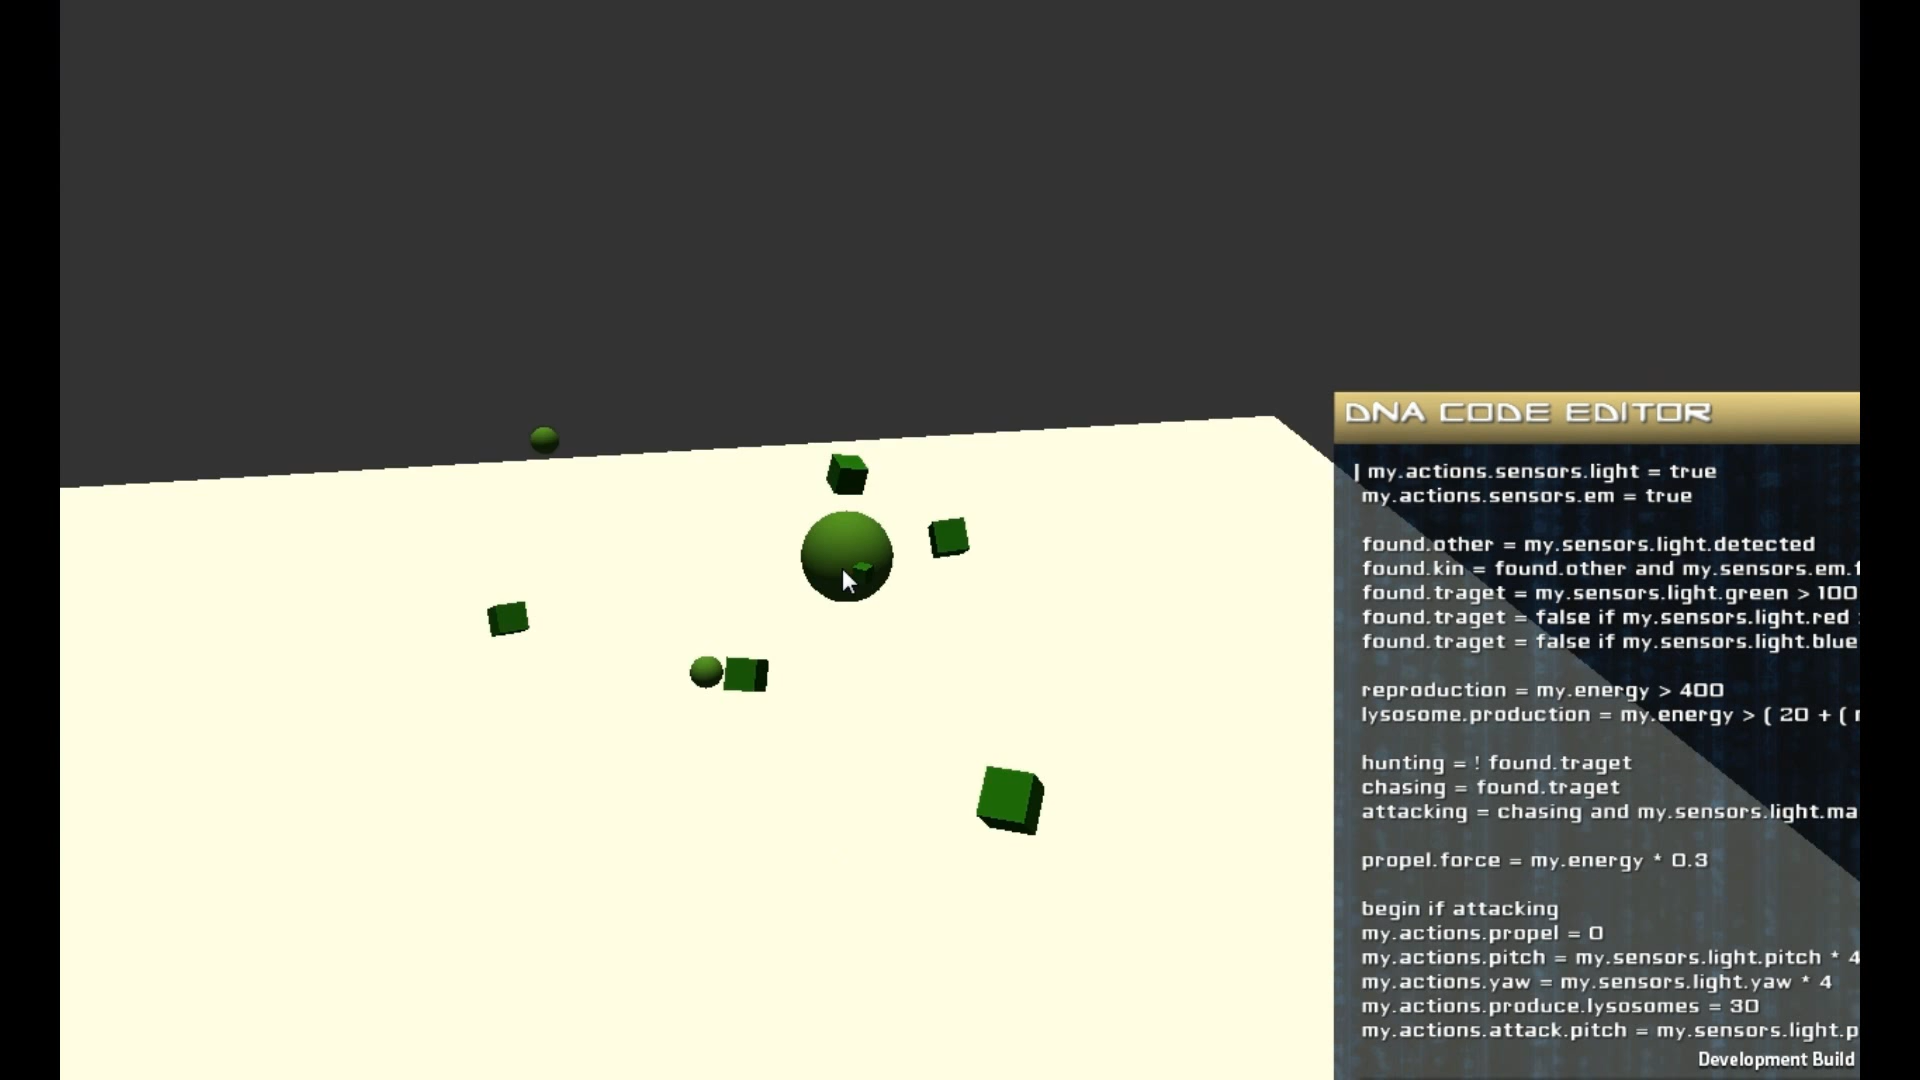 DNA CODE EDITOR
my.actions.sensors.light = true
my.actions.sensors.em = true
found.other = my.sensors.light.detected
found.kin = found.other and my.sensors.em.
found.traget = my.sensors.light.green > 100
found.traget = false if my.sensors.light.red
found.traget = false if my.sensors.light.blue
reproduction = my.energy > 400
lysosome.production = my.energy > ( 20 + (
hunting = ! found.traget
chasing = found.traget
attacking = chasing and my.sensors.light.ma
propel.force = my.energy * 0.3
begin if attacking
my.actions.propel = 0
my.actions.pitch = my.sensors.light.pitch * 4
my.actions.yaw = my.sensors.light.yaw * 4
my.actions.produce.lysosomes = 30
my.actions.attack.pitch = my.sensors.light.p
Development Build